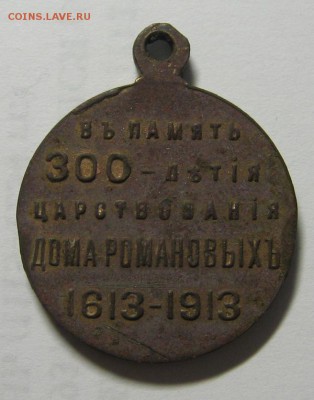 COINS.LAVE.RU
ВЪ ПАМЯТЬ
300-ЛѢТІЯ
ЦАРСТВОВАНІЯ
ДОМА РОМАНОВЫХЪ
1613-1913